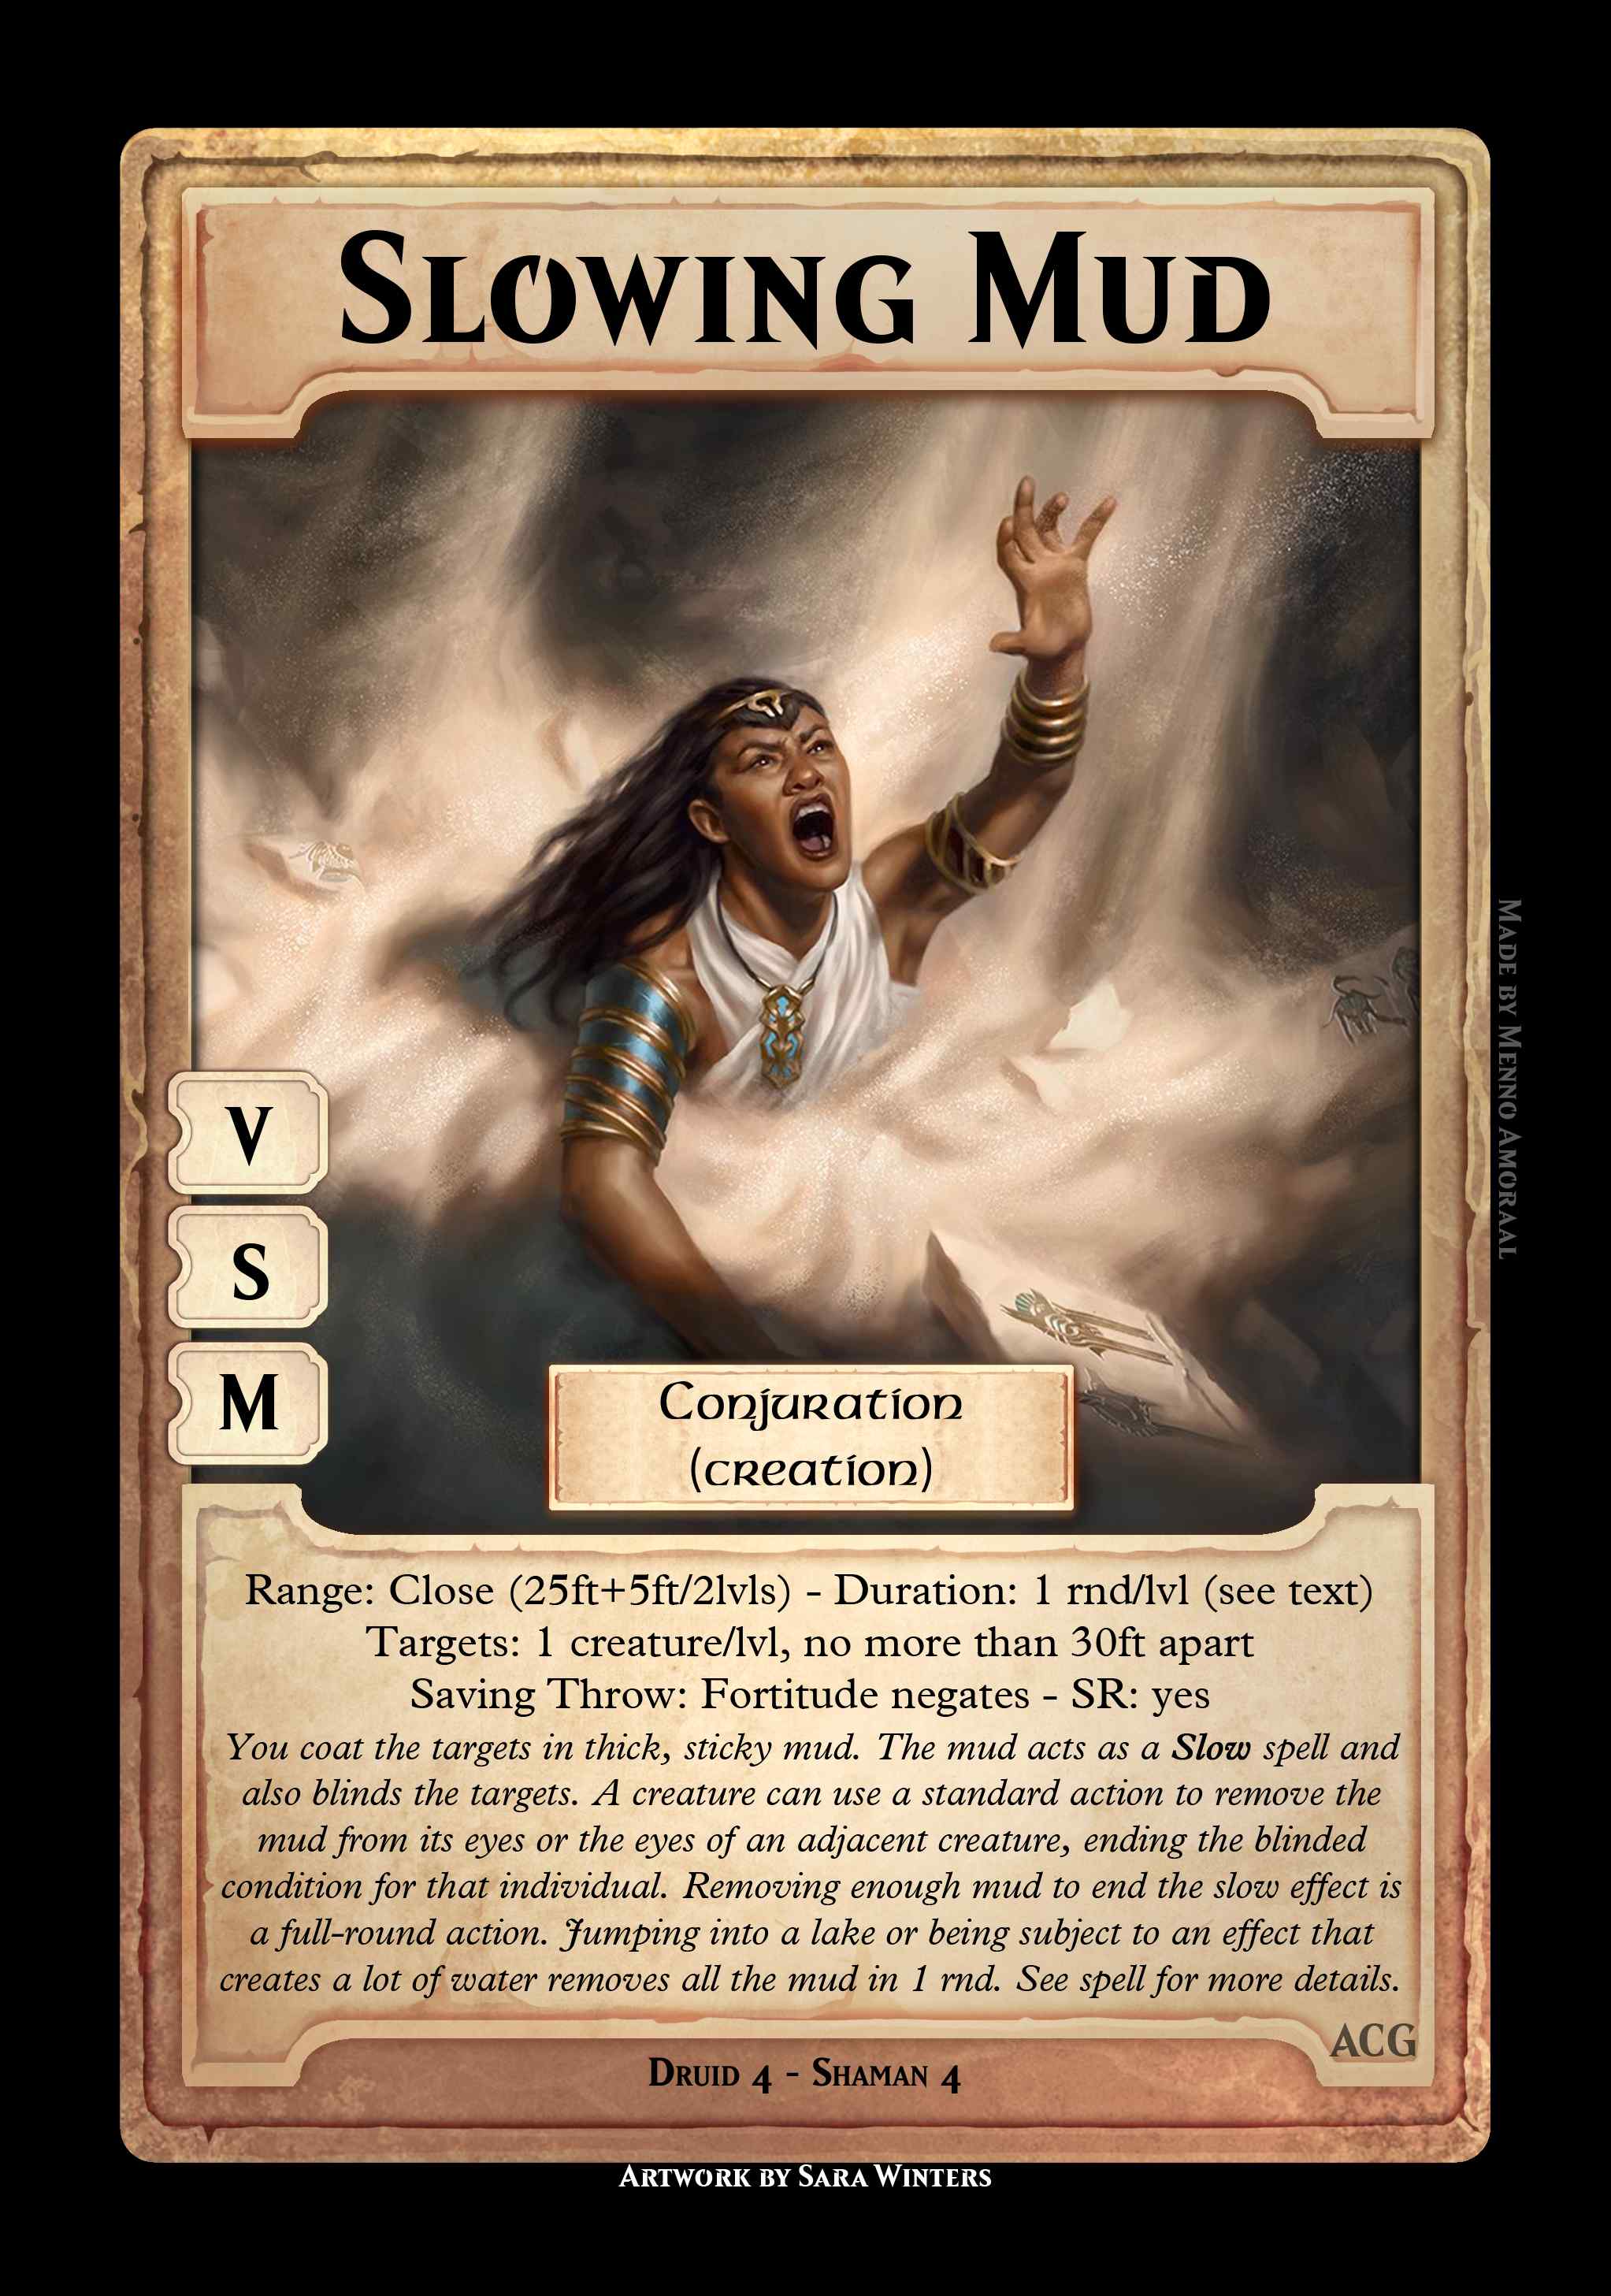 Slowing Mud
V
S
M
Conjuration
(creation)
Range: Close (25ft+5ft/2lvls) - Duration: 1 rnd/lvl (see text)
Targets: 1 creature/lvl, no more than 30ft apart
Saving Throw: Fortitude negates - SR: yes
You coat the targets in thick, sticky mud. The mud acts as a Slow spell and
also blinds the targets. A creature can use a standard action to remove the
mud from its eyes or the eyes of an adjacent creature, ending the blinded
condition for that individual. Removing enough mud to end the slow effect is
a full-round action. Jumping into a lake or being subject to an effect that
creates a lot of water removes all the mud in 1 rnd. See spell for more details.
ACG
Druid 4 - Shaman 4
Artwork by Sara Winters
Made by Menno Amoraal